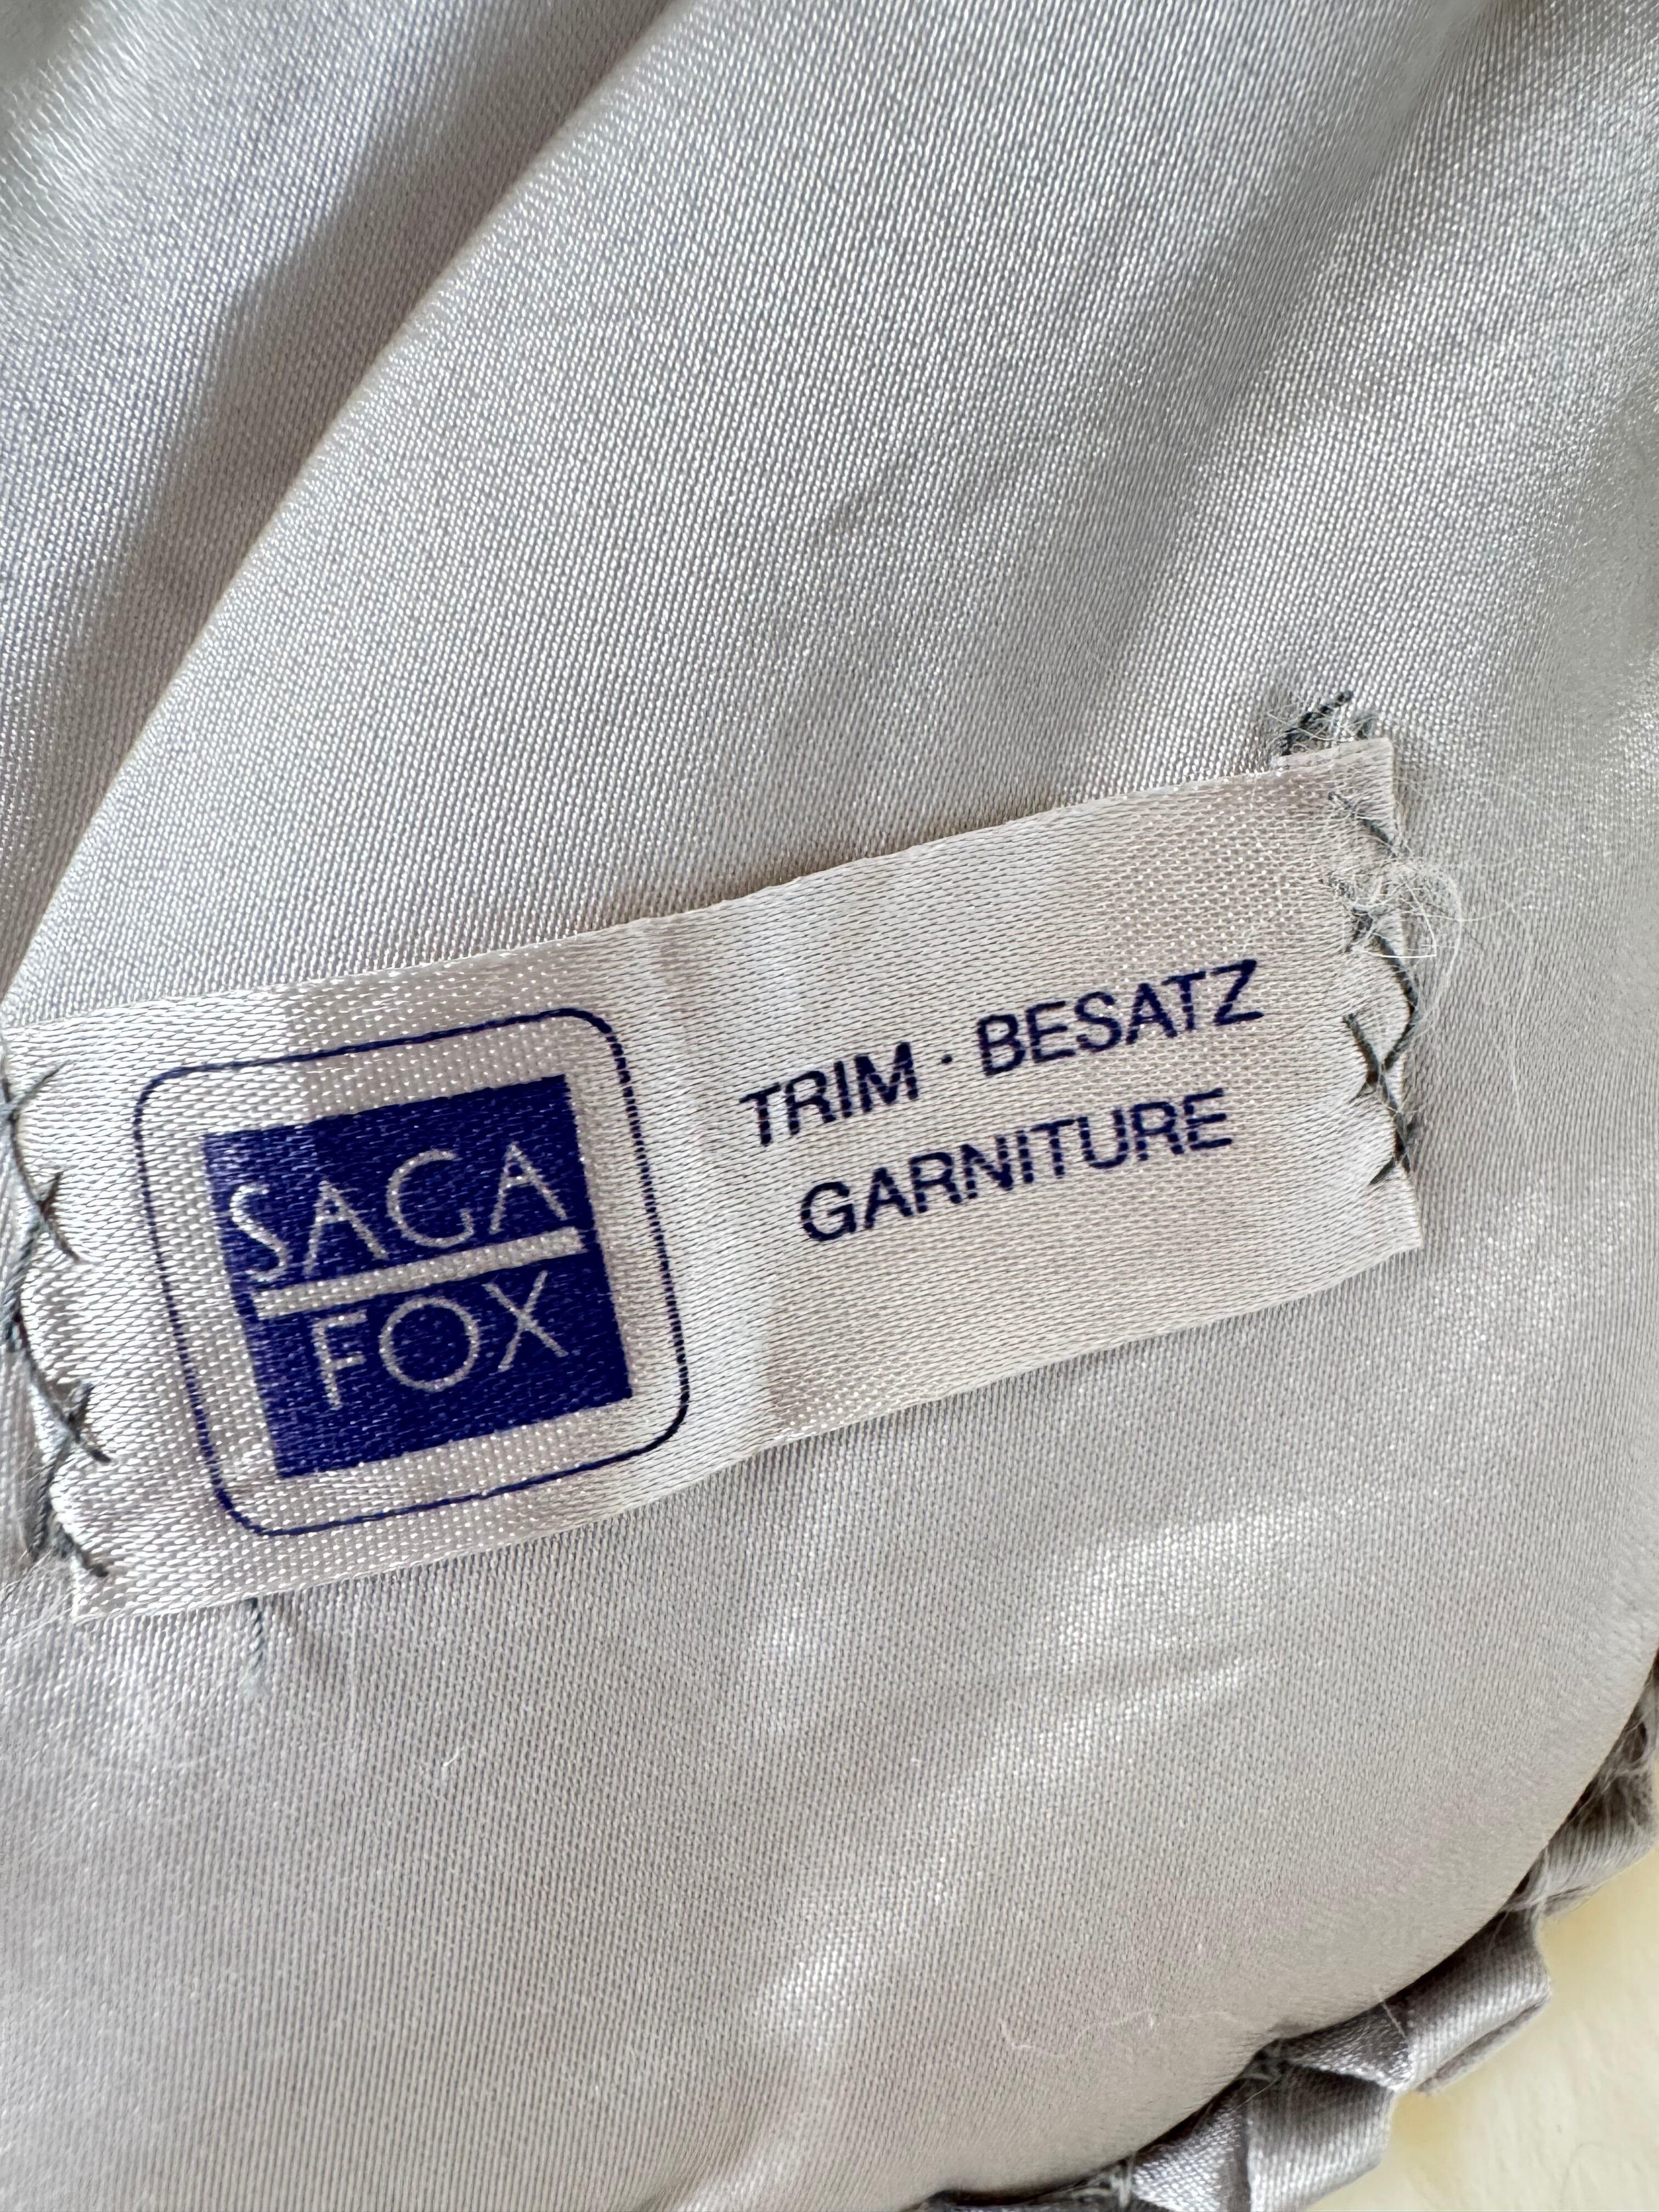 SAGA
FOX
TRIM · BESATZ
GARNITURE